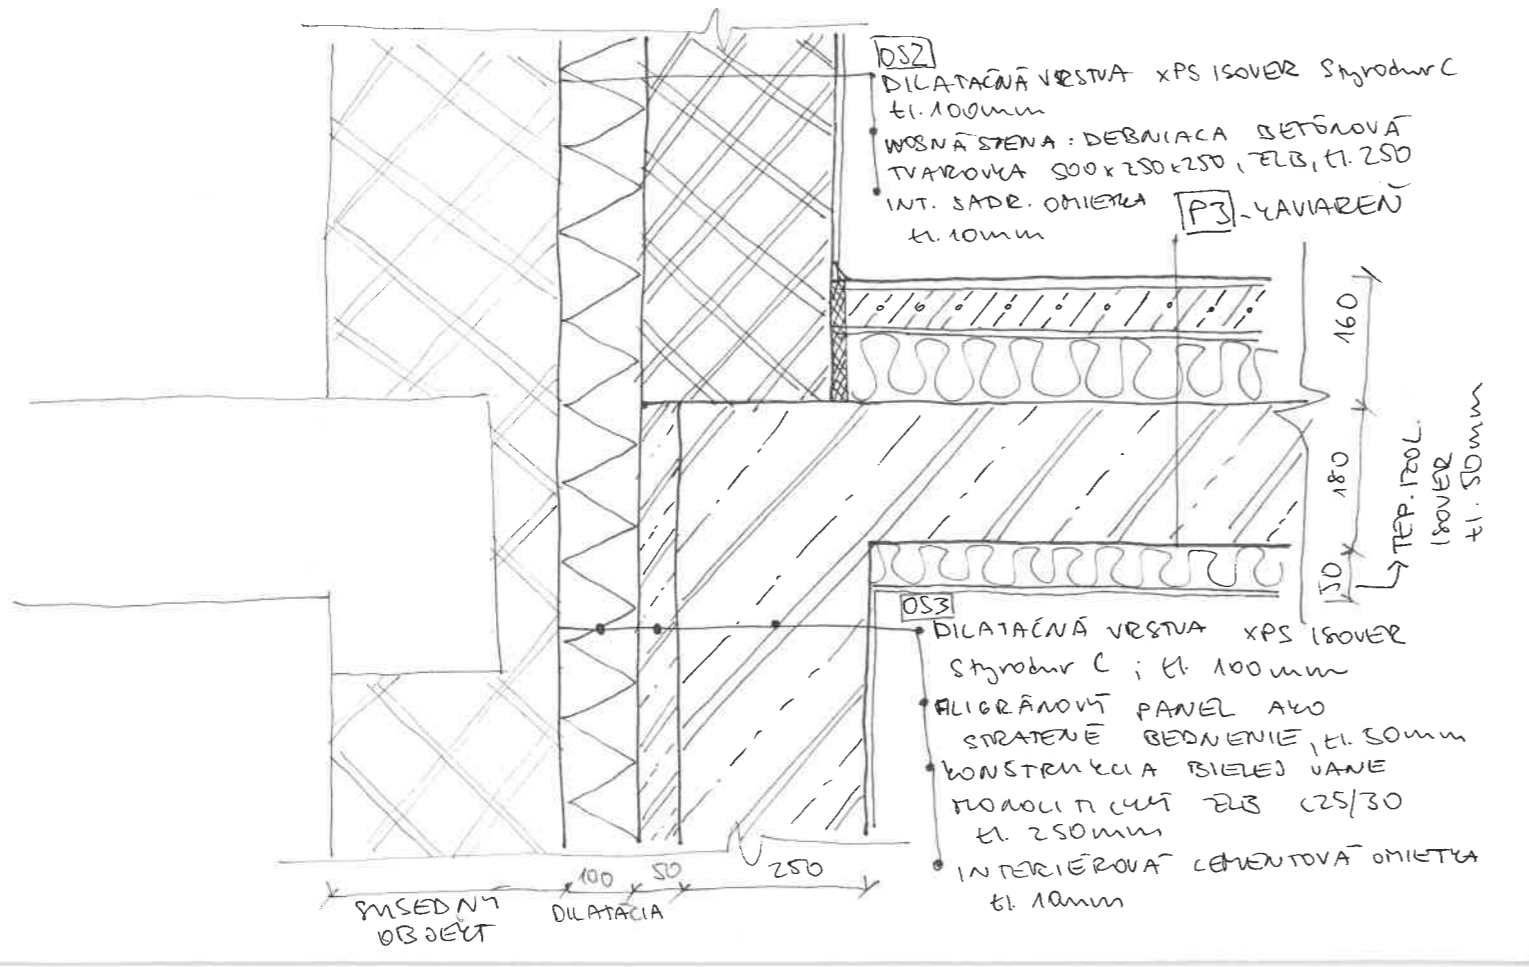 OS2
DILATAČNÁ VRSTVA XPS ISOVER Styrodur C
tl. 100mm
NOSNÁ STENA: DEBNIACA BETÓNOVÁ
TVAROVKA 500x250x250, ŽLB, tl. 250
INT. SADR. OMIETKA
tl. 10mm
P3 - KAVIAREŇ
160
180
50
TEP. IZOL.
ISOVER
tl. 50mm
OS3
DILATAČNÁ VRSTVA XPS ISOVER
Styrodur C ; tl. 100mm
FILIGRÁNOVÝ PANEL AKO
STRATENÉ BEDNENIE, tl. 50mm
KONŠTRUKCIA BIELEJ VANE
MONOLITICKÝ ŽLB C25/30
tl. 250mm
INTERIÉROVÁ CEMENTOVÁ OMIETKA
tl. 10mm
100 50 250
SUSEDNÝ
OBJEKT
DILATÁCIA